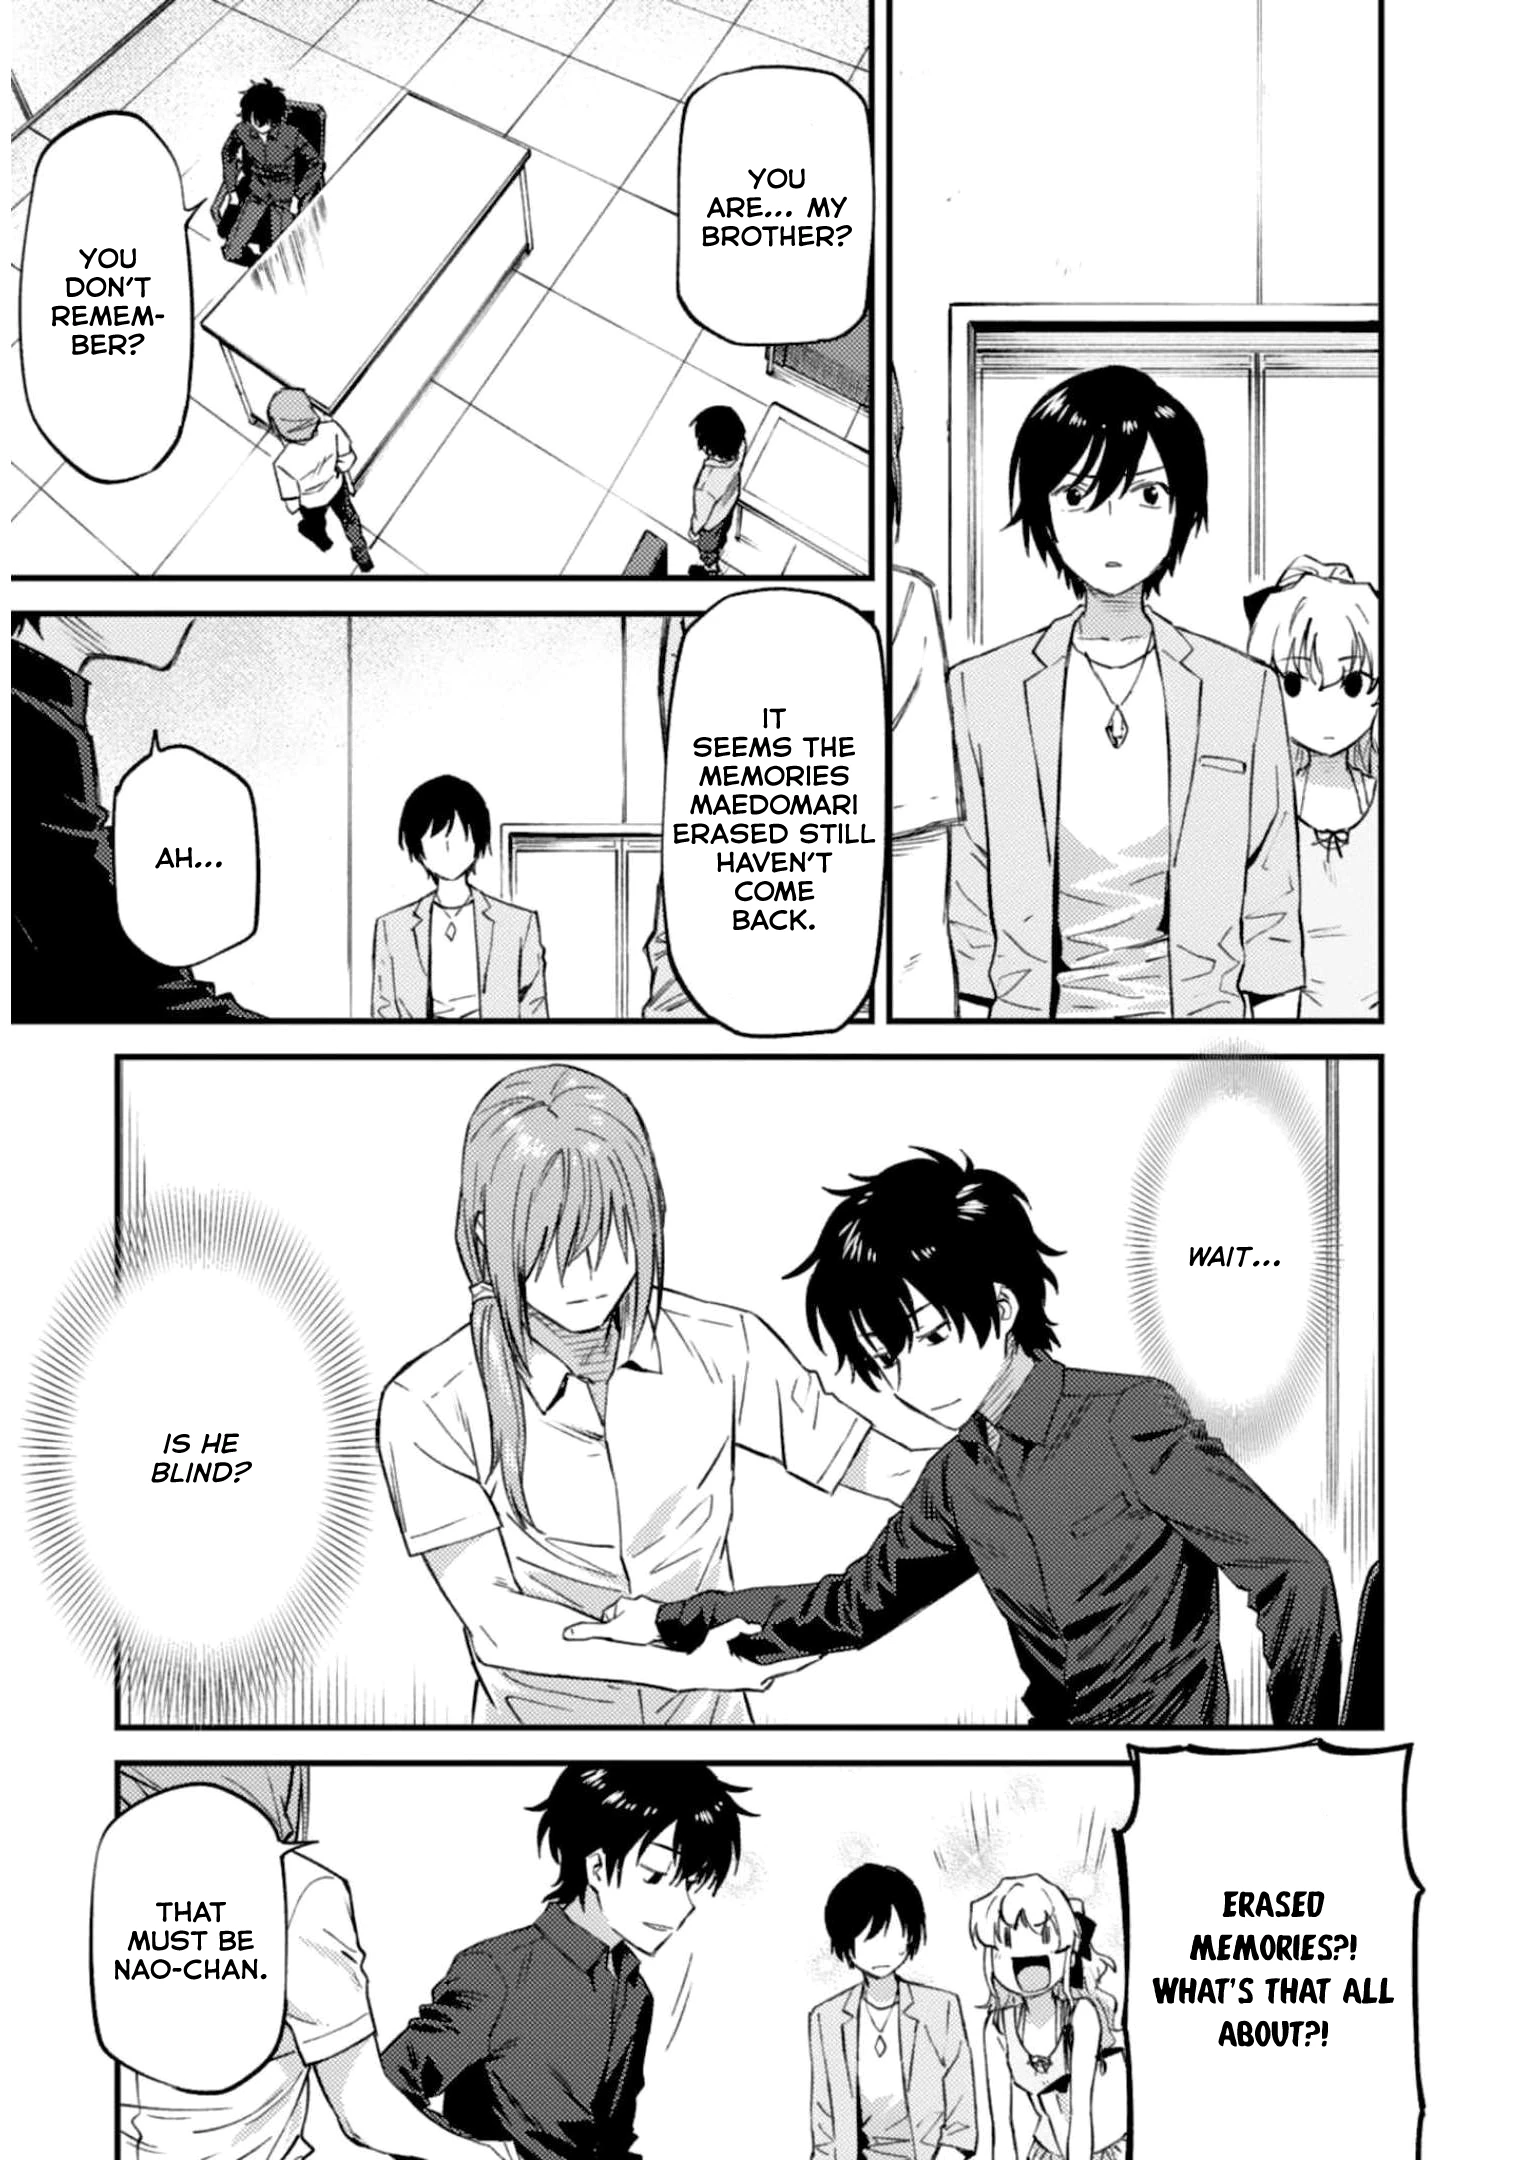 YOU
ARE... MY
BROTHER?
YOU
DON'T
REMEM-
BER?
IT
SEEMS THE
MEMORIES
MAEDOMARI
ERASED STILL
HAVEN'T
COME
BACK.
AH...
WAIT...
IS HE
BLIND?
ERASED
MEMORIES?!
WHAT'S THAT ALL
ABOUT?!
THAT
MUST BE
NAO-CHAN.